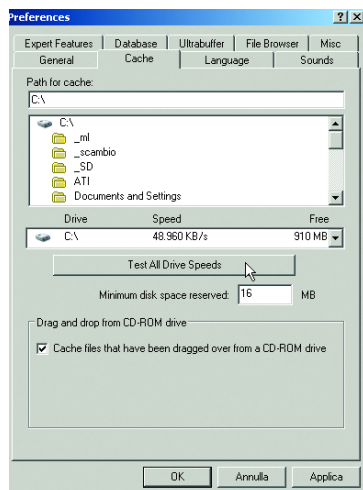 Preferences
Expert Features Database Ultrabuffer File Browser Misc
General Cache Language Sounds
Path for cache:
C:\
C:\
_ml
_scambio
_SD
ATI
Documents and Settings
Drive Speed Free
C:\ 48.960 KB/s 910 MB
Test All Drive Speeds
Minimum disk space reserved: 16 MB
Drag and drop from CD-ROM drive
Cache files that have been dragged over from a CD-ROM drive
OK Annulla Applica